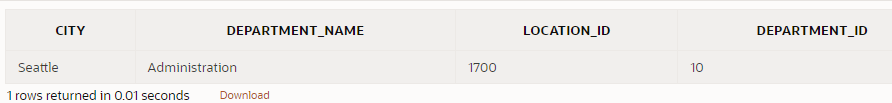 CITY DEPARTMENT_NAME LOCATION_ID DEPARTMENT_ID
Seattle Administration 1700 10
1 rows returned in 0.01 seconds Download